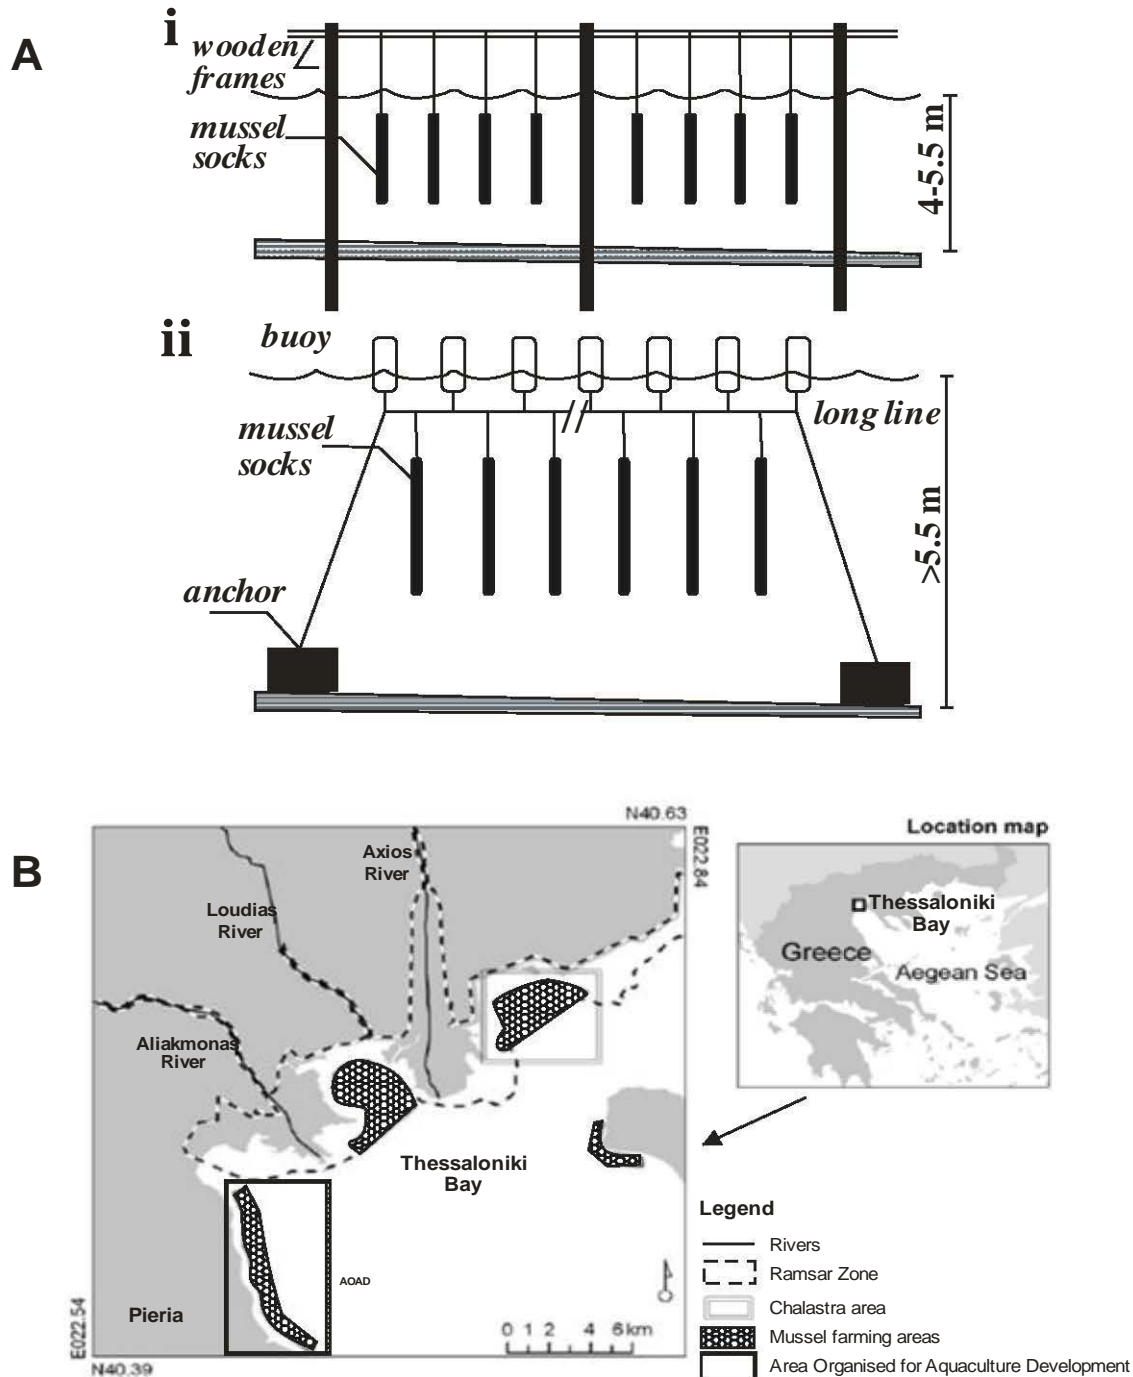 A
i
wooden
frames
mussel
socks
4-5.5 m
ii
buoy
long line
mussel
socks
>5.5 m
anchor
B
N40.63
E022.84
Axios
River
Loudias
River
Aliakmonas
River
Thessaloniki
Bay
AOAD
Pieria
0 1 2 4 6km
E022.54
N40.39
Location map
Thessaloniki
Bay
Greece
Aegean Sea
Legend
Rivers
Ramsar Zone
Chalastra area
Mussel farming areas
Area Organised for Aquaculture Development